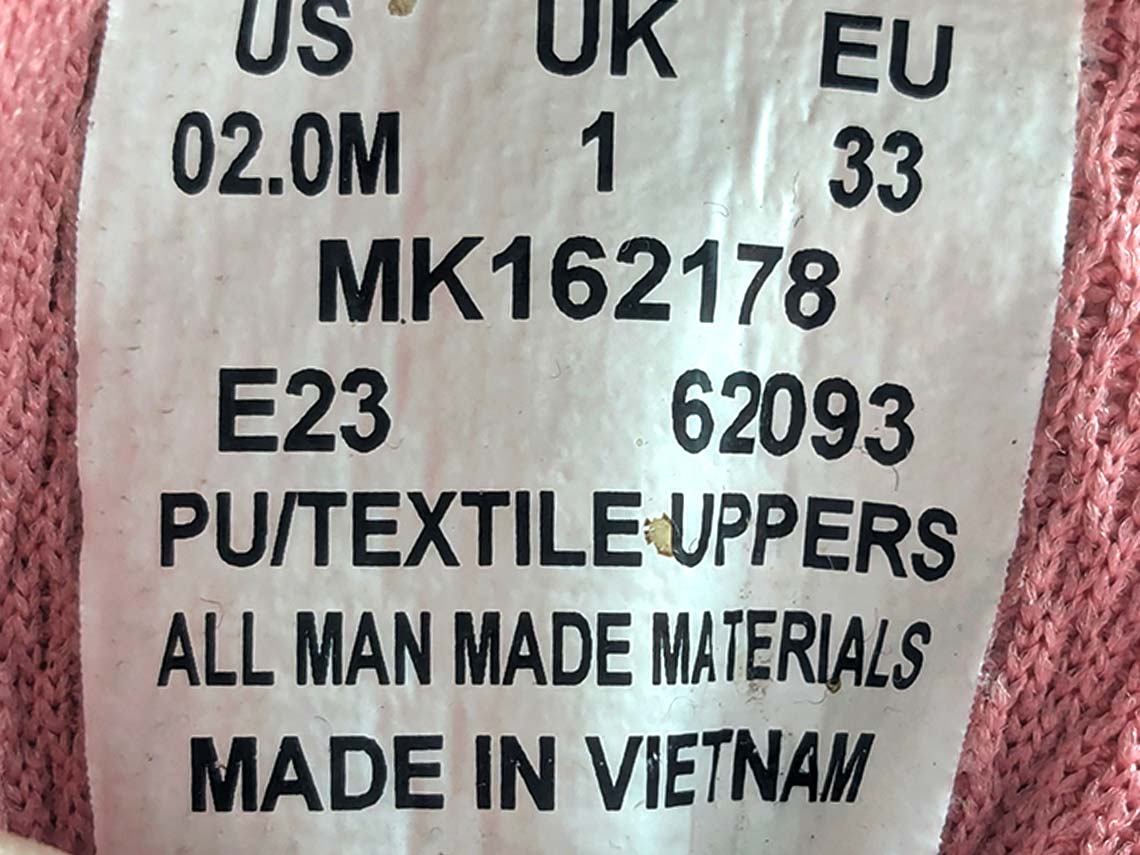 US UK EU
02.0M 1 33
MK162178
E23 62093
PU/TEXTILE UPPERS
ALL MAN MADE MATERIALS
MADE IN VIETNAM